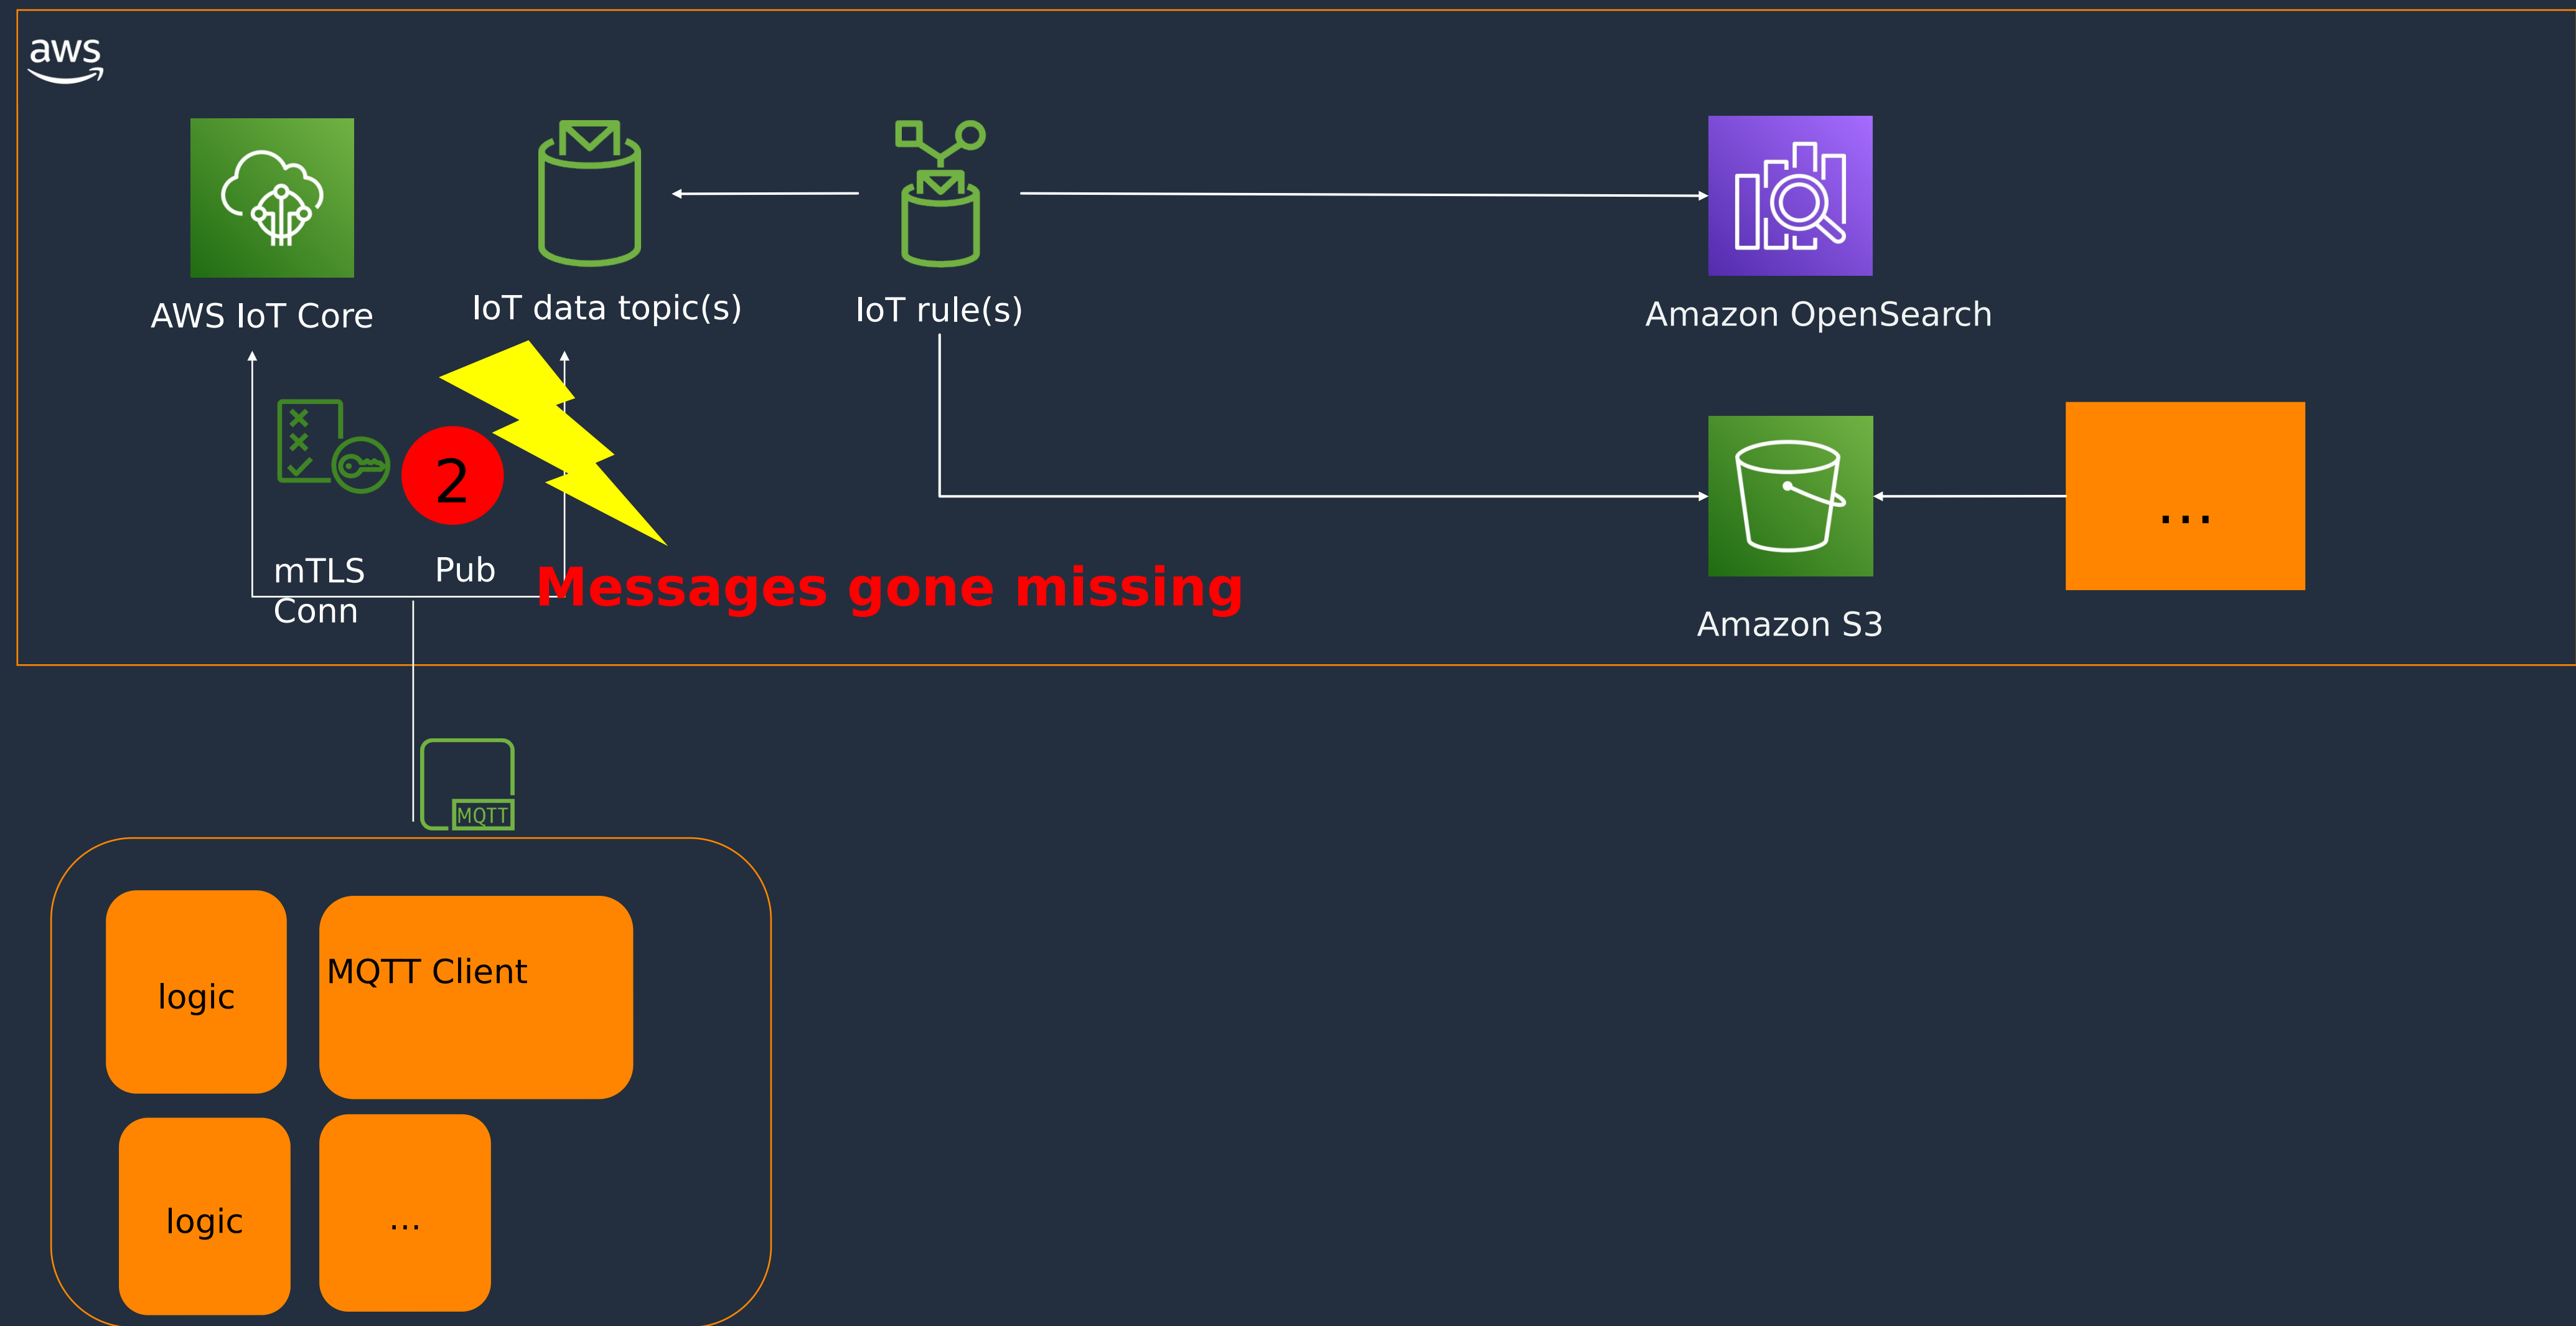 aws
AWS IoT Core
IoT data topic(s)
IoT rule(s)
Amazon OpenSearch
2
mTLS
Conn
Pub
Messages gone missing
...
Amazon S3
MQTT
logic
MQTT Client
logic
...